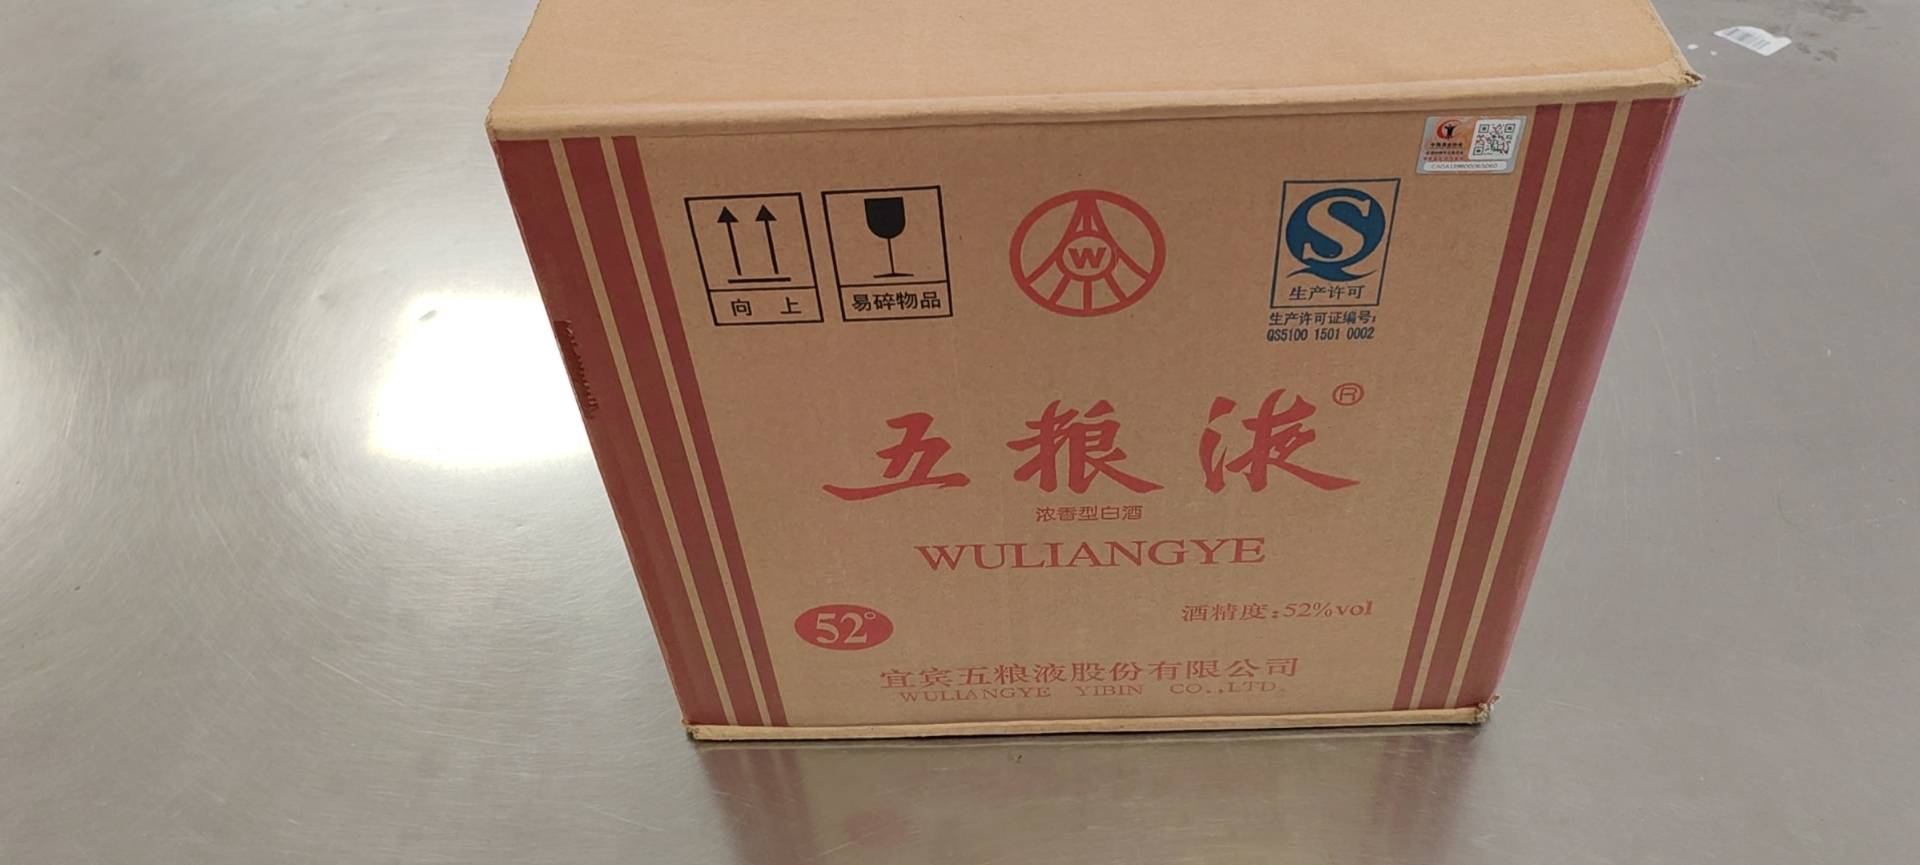 向 上
易碎物品
W
S
生产许可
生产许可证编号:
QS5100 1501 0002
五粮液®
浓香型白酒
WULIANGYE
52°
酒精度:52%vol
宜宾五粮液股份有限公司
WULIANGYE YIBIN CO.,LTD.